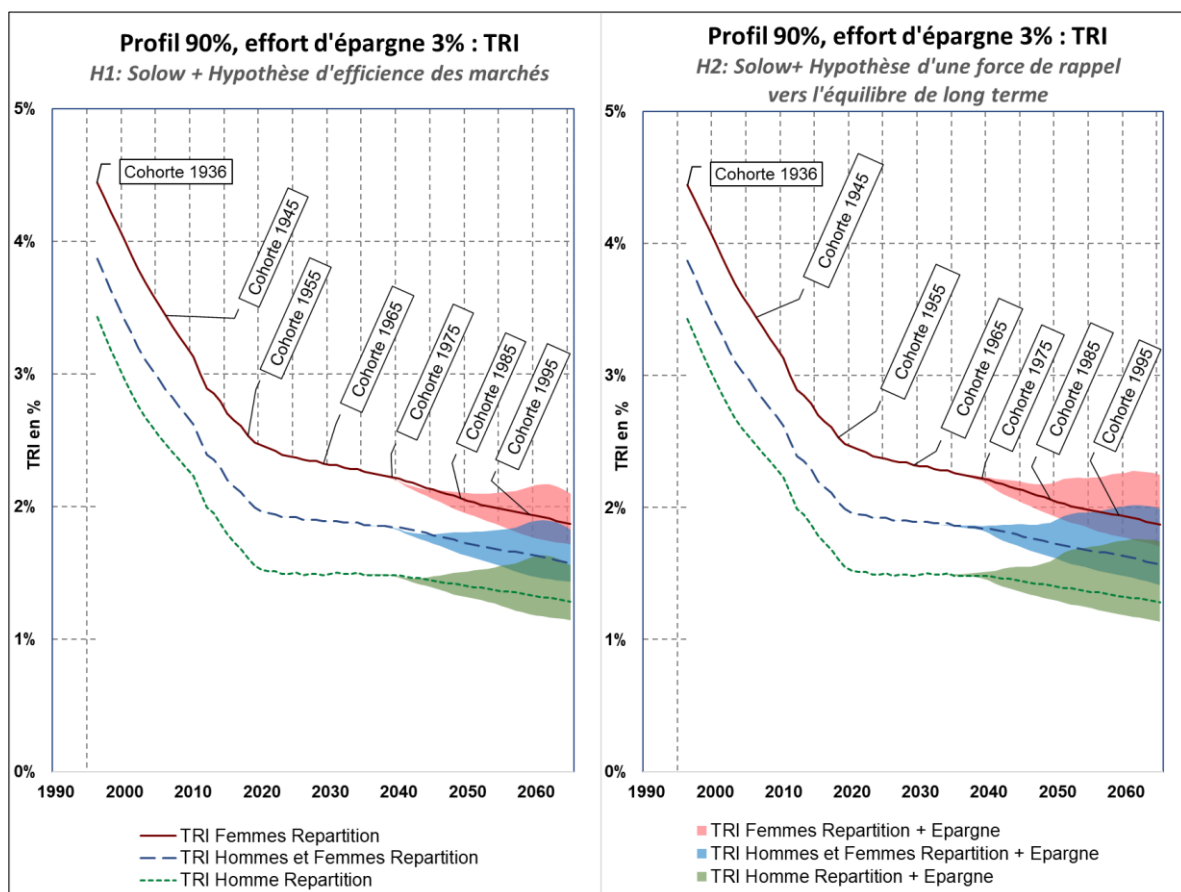 Profil 90%, effort d'épargne 3% : TRI
H1: Solow + Hypothèse d'efficience des marchés
5%
4%
3%
2%
1%
0%
TRI en %
Cohorte 1936
Cohorte 1945
Cohorte 1955
Cohorte 1965
Cohorte 1975
Cohorte 1985
Cohorte 1995
1990 2000 2010 2020 2030 2040 2050 2060
TRI Femmes Repartition
TRI Hommes et Femmes Repartition
TRI Homme Repartition
Profil 90%, effort d'épargne 3% : TRI
H2: Solow+ Hypothèse d'une force de rappel
vers l'équilibre de long terme
5%
4%
3%
2%
1%
0%
TRI en %
Cohorte 1936
Cohorte 1945
Cohorte 1955
Cohorte 1965
Cohorte 1975
Cohorte 1985
Cohorte 1995
1990 2000 2010 2020 2030 2040 2050 2060
TRI Femmes Repartition + Epargne
TRI Hommes et Femmes Repartition + Epargne
TRI Homme Repartition + Epargne